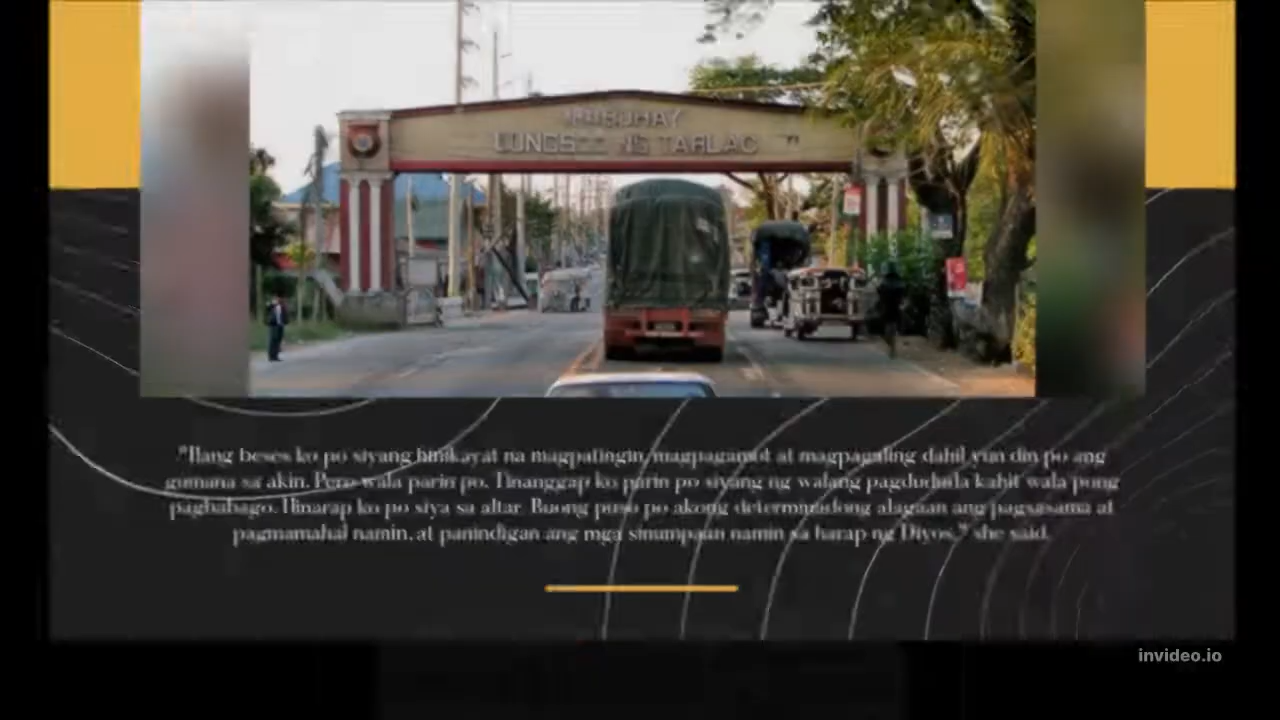 MABUHAY
LUNGSOD NG TARLAC
"Ilang beses ko po siyang hinikayat na magpatingin, magpagamot at magpagaling dahil yun din po ang
gumana sa akin. Pero wala parin po. Tinanggap ko parin po siyang ng walang pagdududa kahit wala pong
pagbabago. Hinarap ko po siya sa altar. Buong puso po akong determinadong alagaan ang pagsasama at
pagmamahal namin, at panindigan ang mga sinumpaan namin sa harap ng Diyos," she said.
invideo.io